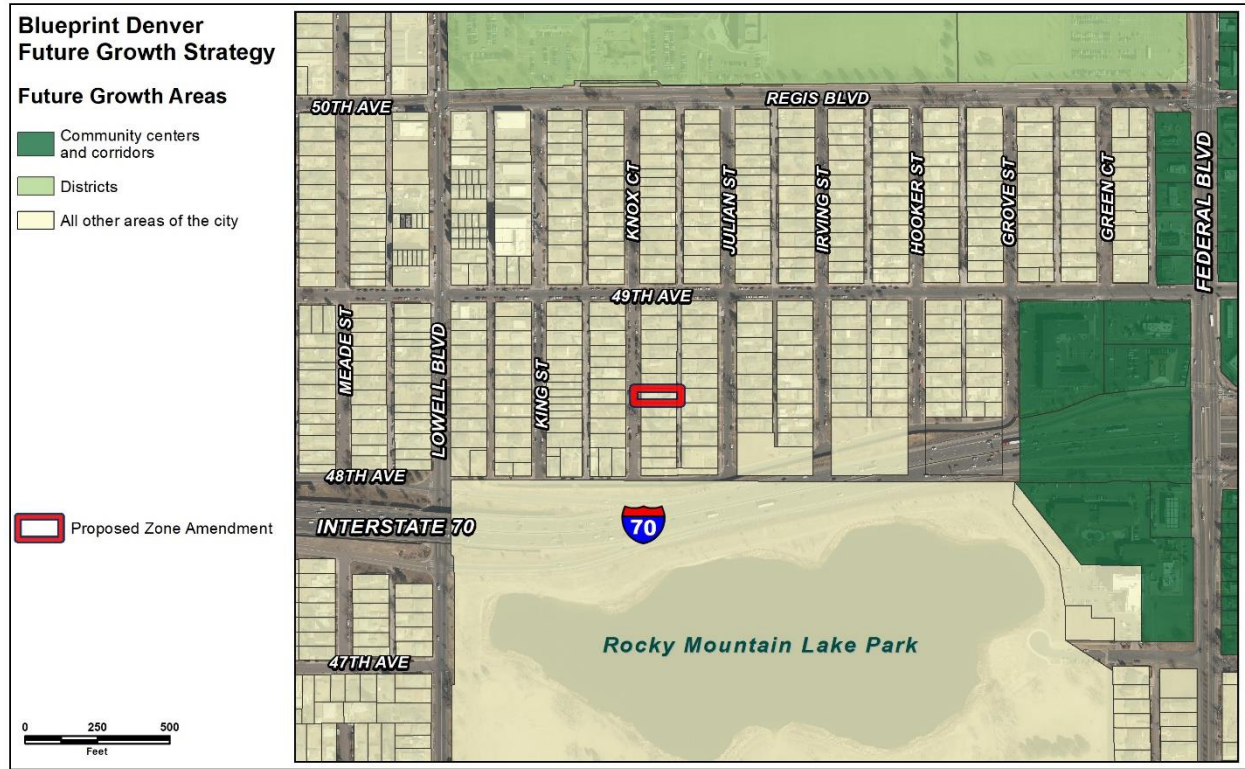 Blueprint Denver
Future Growth Strategy
Future Growth Areas
Community centers
and corridors
Districts
All other areas of the city
Proposed Zone Amendment
0 250 500
Feet
50TH AVE
REGIS BLVD
KNOX CT
JULIAN ST
IRVING ST
HOOKER ST
GROVE ST
GREEN CT
FEDERAL BLVD
49TH AVE
MEADE ST
LOWELL BLVD
KING ST
48TH AVE
INTERSTATE 70
70
Rocky Mountain Lake Park
47TH AVE